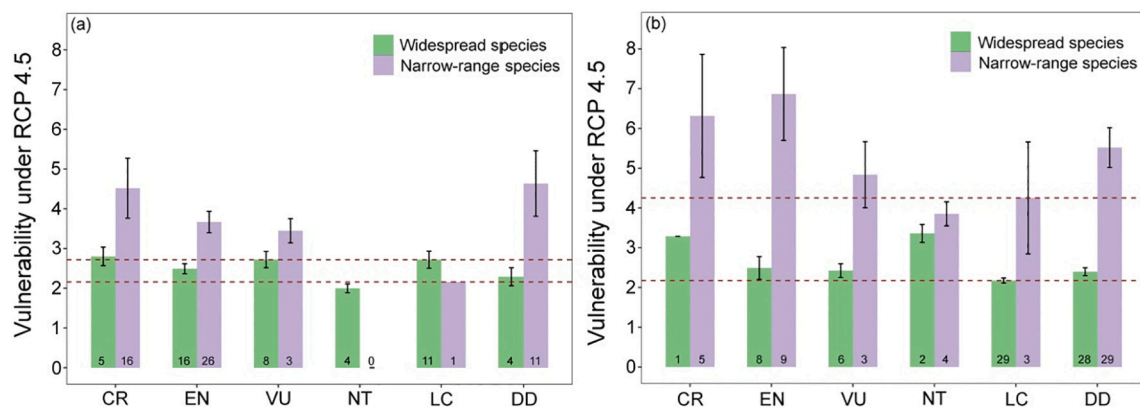 (a)
Widespread species
Narrow-range species
Vulnerability under RCP 4.5
8
7
6
5
4
3
2
1
0
5 16 16 26 8 3 4 0 11 1 4 11
CR EN VU NT LC DD
(b)
Widespread species
Narrow-range species
Vulnerability under RCP 4.5
8
7
6
5
4
3
2
1
0
1 5 8 9 6 3 2 4 29 3 28 29
CR EN VU NT LC DD